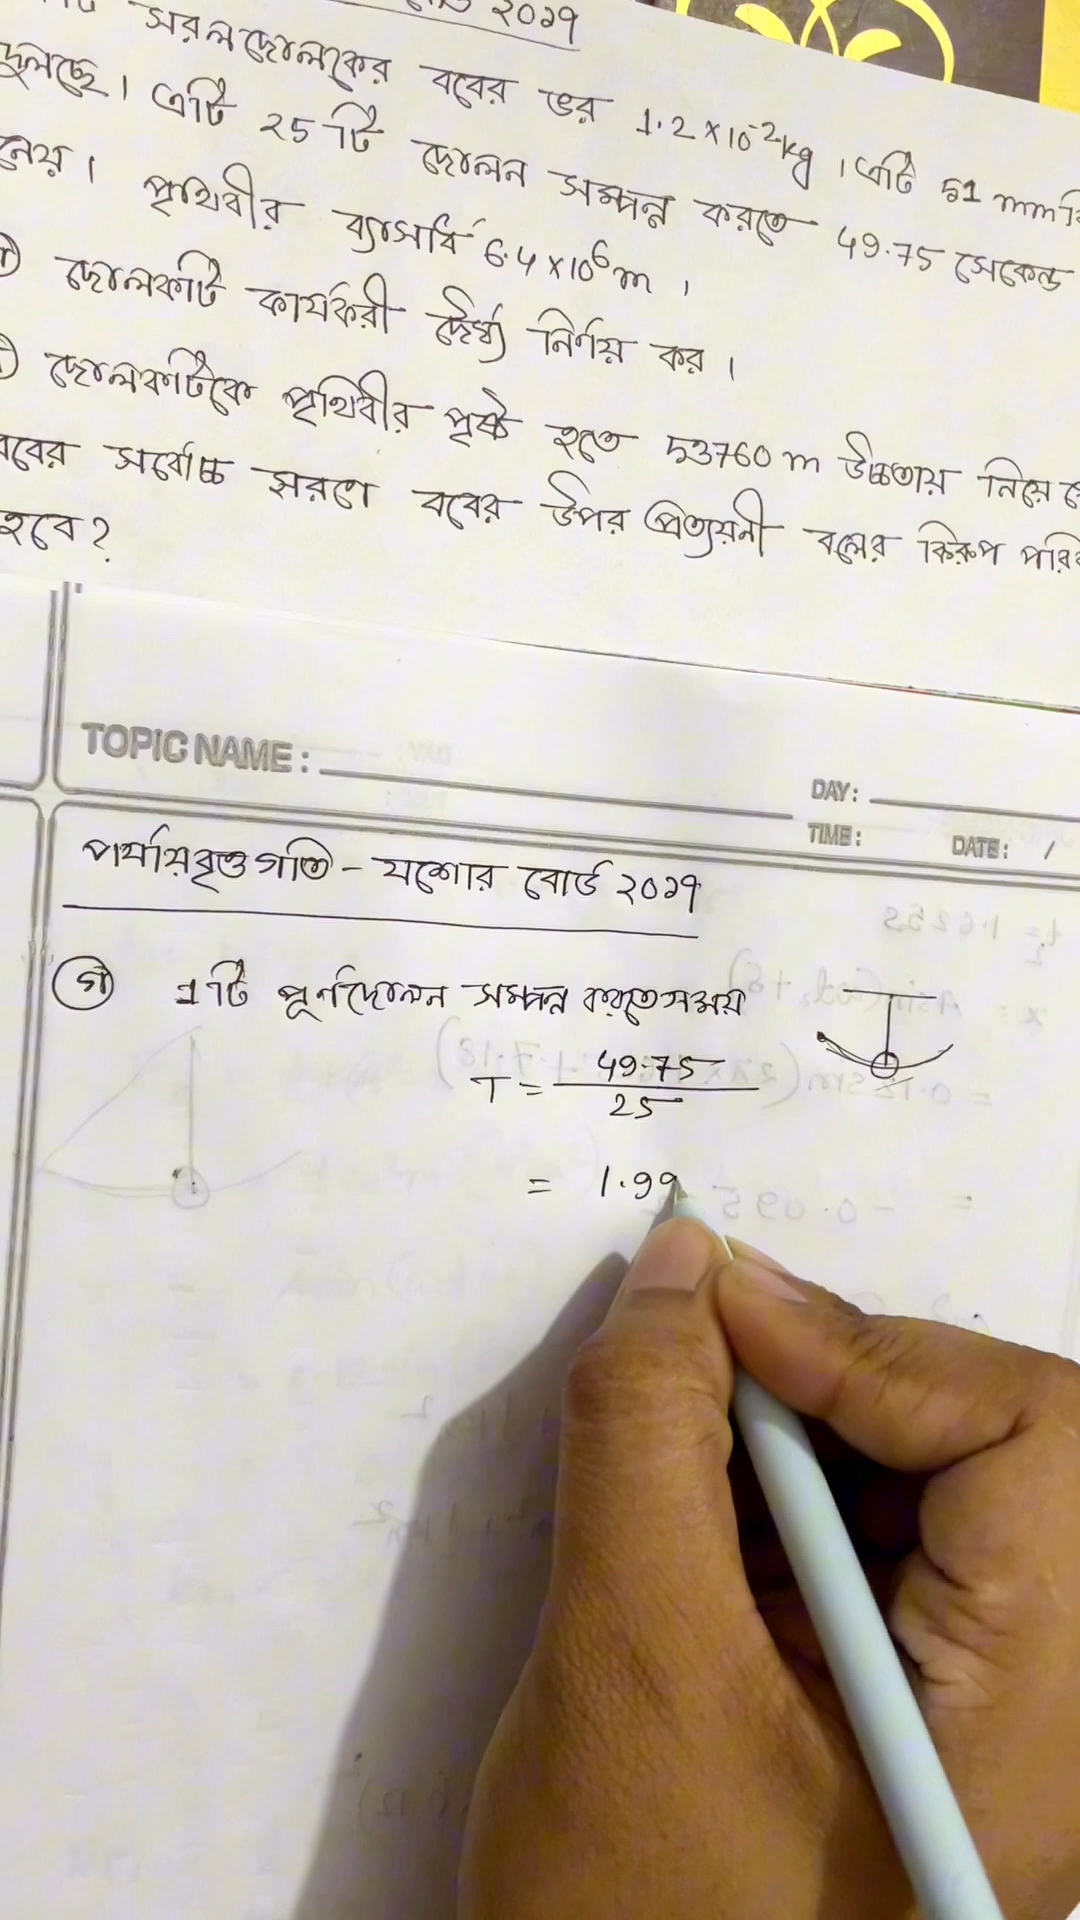 ২০১৭
সরলদোলকের ববের ভর 1.2×10⁻²kg । এটি 51 mm
দুলছে। এটি 25 টি দোলন সম্পন্ন করতে 49.75 সেকেন্ড
নেয়। পৃথিবীর ব্যাসার্ধ 6.4×10⁶ m ।
দোলকটি কার্যকরী দৈর্ঘ্য নির্ণয় কর।
দোলকটিকে পৃথিবীর পৃষ্ঠ হতে 53760 m উচ্চতায় নিয়ে
ববের সর্বোচ্চ সরণে ববের উপর প্রত্যয়নী বলের কিরূপ
হবে?
TOPIC NAME :
DAY :
TIME : DATE : /
পর্যায়বৃত্ত গতি - যশোর বোর্ড ২০১৭
গ 1টি পূর্ণদোলন সম্পন্ন করতে সময়
T = 49.75 / 25
= 1.99